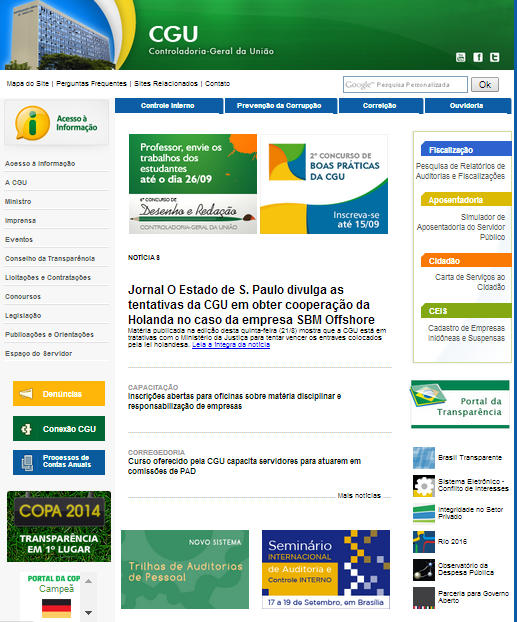 CGU
Controladoria-Geral da União
Mapa do Site | Perguntas Frequentes | Sites Relacionados | Contato
Google™ Pesquisa Personalizada
Ok
Controle Interno
Prevenção da Corrupção
Correição
Ouvidoria
Acesso à
Informação
Acesso à Informação
A CGU
Ministro
Imprensa
Eventos
Conselho da Transparência
Licitações e Contratações
Concursos
Legislação
Publicações e Orientações
Espaço do Servidor
Denúncias
Conexão CGU
Processos de
Contas Anuais
COPA 2014
TRANSPARÊNCIA
EM 1º LUGAR
PORTAL DA COP
Campeã
Professor, envie os
trabalhos dos
estudantes
até o dia 26/09
6º CONCURSO DE
Desenho e Redação
CONTROLADORIA-GERAL DA UNIÃO
2º CONCURSO DE
BOAS PRÁTICAS
DA CGU
Inscreva-se
até 15/09
NOTÍCIAS
Jornal O Estado de S. Paulo divulga as
tentativas da CGU em obter cooperação da
Holanda no caso da empresa SBM Offshore
Matéria publicada na edição desta quinta-feira (21/8) mostra que a CGU está em
tratativas com o Ministério da Justiça para tentar vencer os entraves colocados
pela lei holandesa. Leia a íntegra da notícia
CAPACITAÇÃO
Inscrições abertas para oficinas sobre matéria disciplinar e
responsabilização de empresas
CORREGEDORIA
Curso oferecido pela CGU capacita servidores para atuarem em
comissões de PAD
Mais notícias
NOVO SISTEMA
Trilhas de Auditorias
de Pessoal
Seminário
INTERNACIONAL
de Auditoria e
Controle INTERNO
17 a 19 de Setembro, em Brasília
Fiscalização
Pesquisa de Relatórios de
Auditorias e Fiscalizações
Aposentadoria
Simulador de
Aposentadoria do Servidor
Público
Cidadão
Carta de Serviços ao
Cidadão
CEIS
Cadastro de Empresas
Inidôneas e Suspensas
Portal da
Transparência
Brasil Transparente
Sistema Eletrônico -
Conflito de Interesses
Integridade no Setor
Privado
Rio 2016
Observatório da
Despesa Pública
Parceria para Governo
Aberto